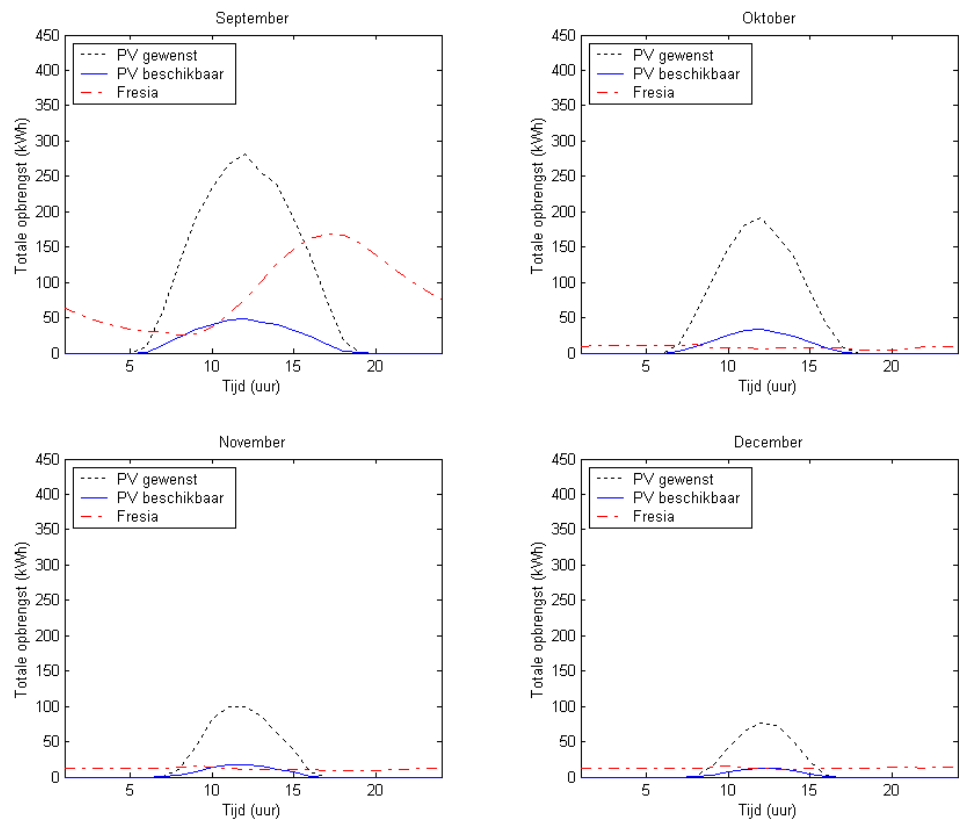 September
450
400
350
300
250
200
150
100
50
0
Totale opbrengst (kWh)
PV gewenst
PV beschikbaar
Fresia
5 10 15 20
Tijd (uur)
Oktober
450
400
350
300
250
200
150
100
50
0
Totale opbrengst (kWh)
PV gewenst
PV beschikbaar
Fresia
5 10 15 20
Tijd (uur)
November
450
400
350
300
250
200
150
100
50
0
Totale opbrengst (kWh)
PV gewenst
PV beschikbaar
Fresia
5 10 15 20
Tijd (uur)
December
450
400
350
300
250
200
150
100
50
0
Totale opbrengst (kWh)
PV gewenst
PV beschikbaar
Fresia
5 10 15 20
Tijd (uur)